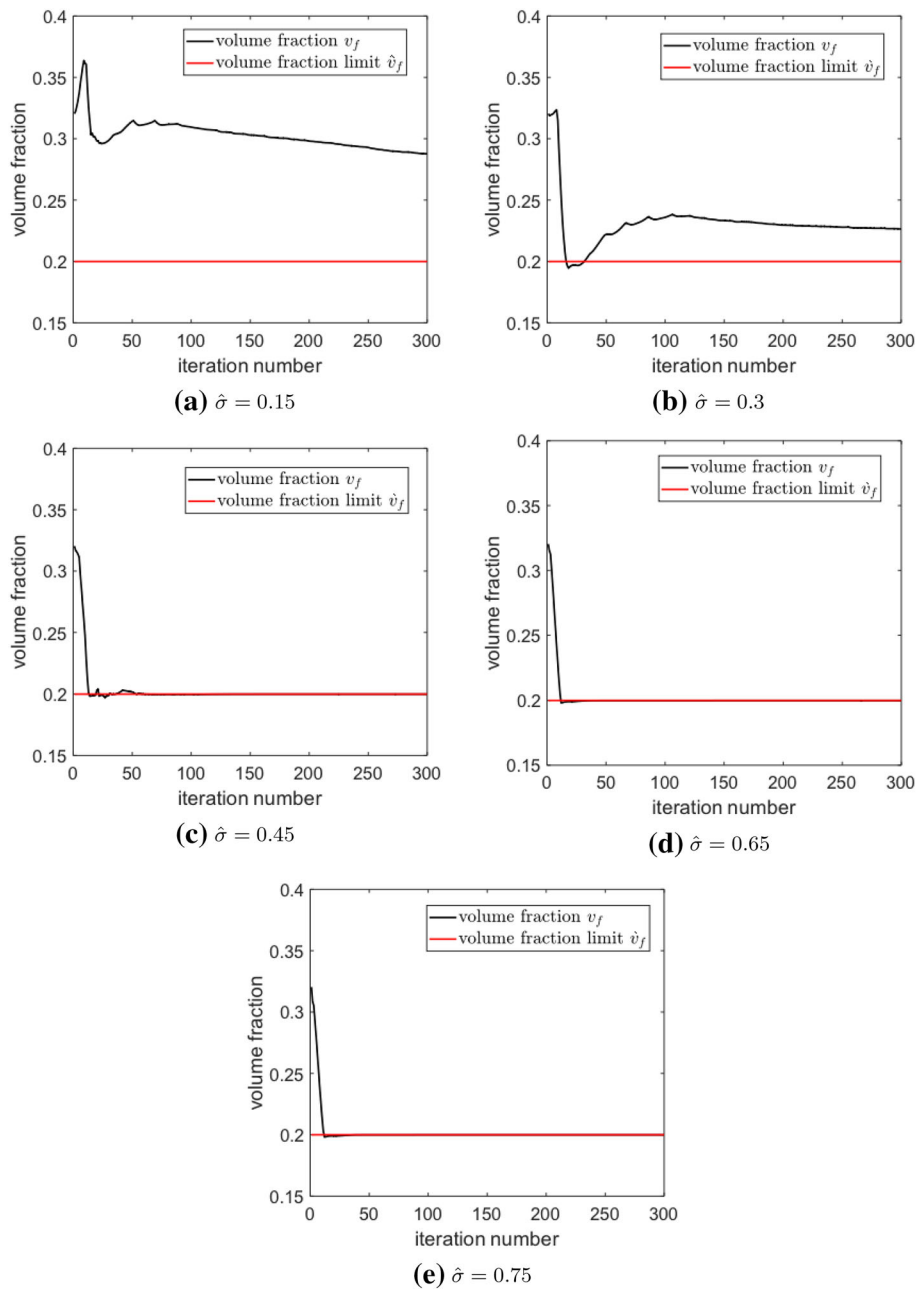 0.4
volume fraction v_f
volume fraction limit v̂_f
0.35
0.3
0.25
0.2
0.15
volume fraction
0 50 100 150 200 250 300
iteration number
(a) σ̂ = 0.15
0.4
volume fraction v_f
volume fraction limit v̂_f
0.35
0.3
0.25
0.2
0.15
volume fraction
0 50 100 150 200 250 300
iteration number
(b) σ̂ = 0.3
0.4
volume fraction v_f
volume fraction limit v̂_f
0.35
0.3
0.25
0.2
0.15
volume fraction
0 50 100 150 200 250 300
iteration number
(c) σ̂ = 0.45
0.4
volume fraction v_f
volume fraction limit v̂_f
0.35
0.3
0.25
0.2
0.15
volume fraction
0 50 100 150 200 250 300
iteration number
(d) σ̂ = 0.65
0.4
volume fraction v_f
volume fraction limit v̂_f
0.35
0.3
0.25
0.2
0.15
volume fraction
0 50 100 150 200 250 300
iteration number
(e) σ̂ = 0.75